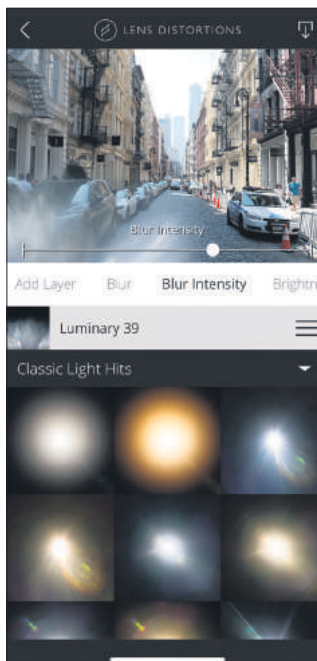 LENS DISTORTIONS
Blur Intensity
Add Layer Blur Blur Intensity Brightn
Luminary 39
Classic Light Hits